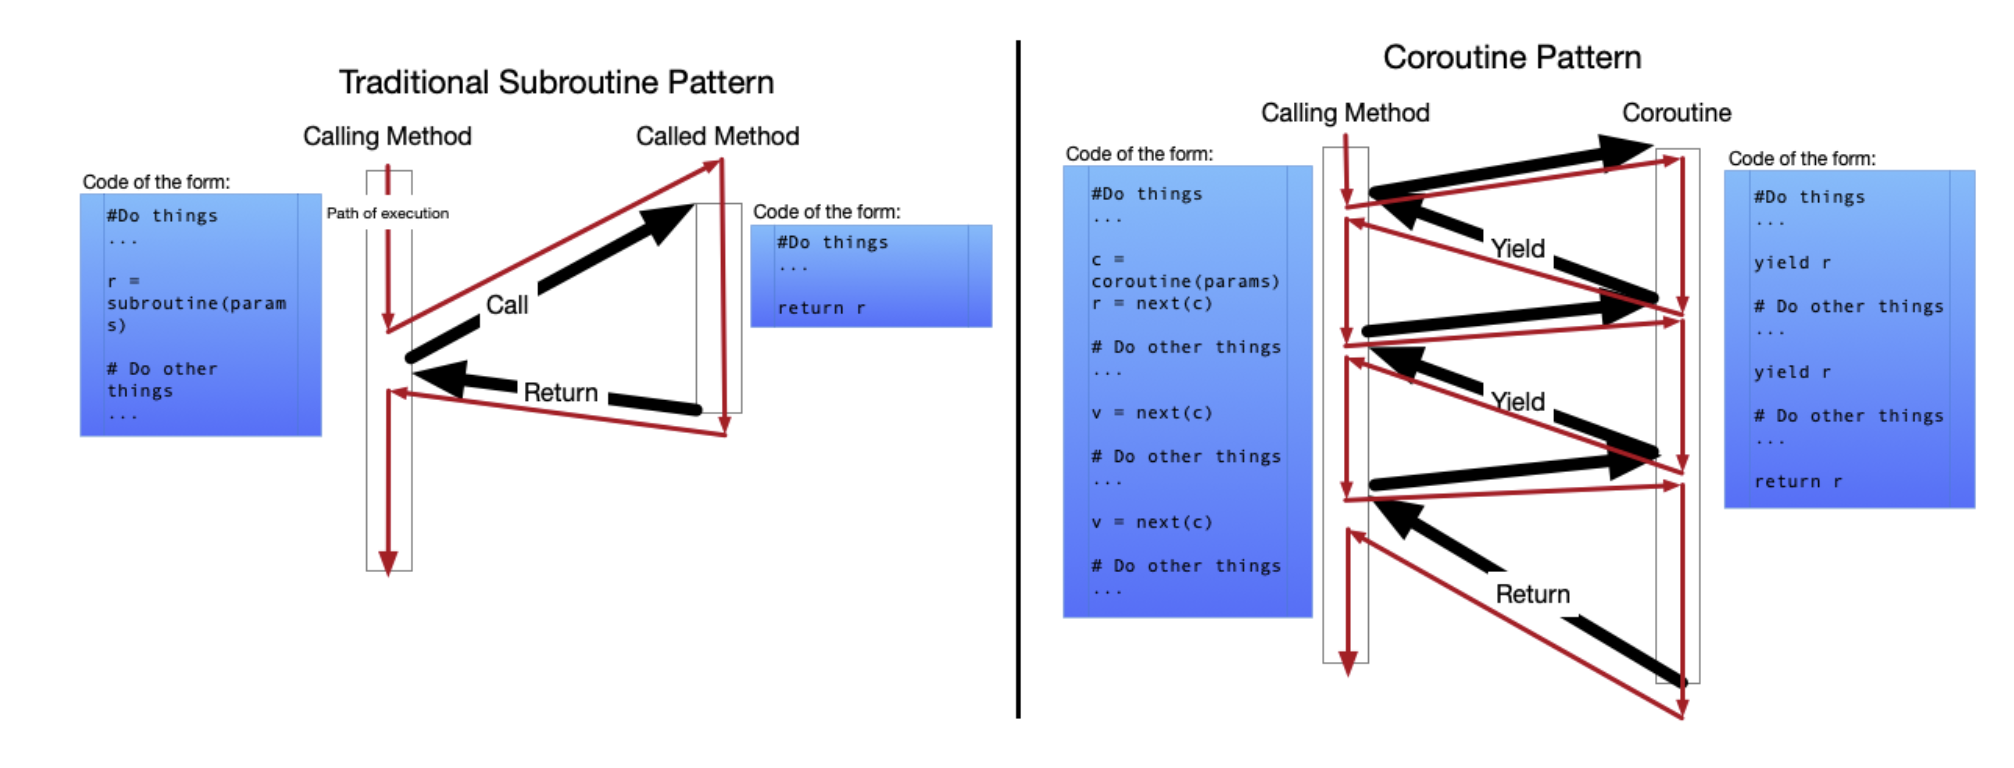 Traditional Subroutine Pattern
Calling Method
Called Method
Code of the form:
#Do things
...
r =
subroutine(param
s)
# Do other
things
...
Path of execution
Call
Return
Code of the form:
#Do things
...
return r
Coroutine Pattern
Calling Method
Coroutine
Code of the form:
#Do things
...
c =
coroutine(params)
r = next(c)
# Do other things
...
v = next(c)
# Do other things
...
v = next(c)
# Do other things
...
Yield
Yield
Return
Code of the form:
#Do things
...
yield r
# Do other things
...
yield r
# Do other things
...
return r